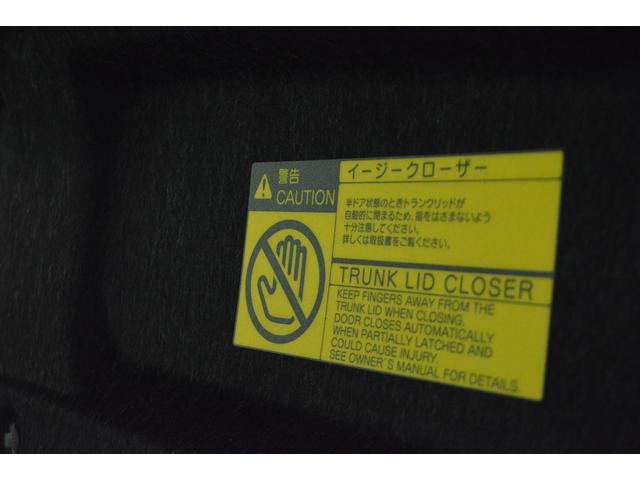 警告
CAUTION
イージークローザー
半ドア状態のときトランクリッドが
自動的に閉まるため、指をはさまないよう
十分注意してください。
詳しくは取扱書をご覧ください。
TRUNK LID CLOSER
KEEP FINGERS AWAY FROM THE
TRUNK LID WHEN CLOSING.
DOOR CLOSES AUTOMATICALLY
WHEN PARTIALLY LATCHED AND
COULD CAUSE INJURY.
SEE OWNER'S MANUAL FOR DETAILS.